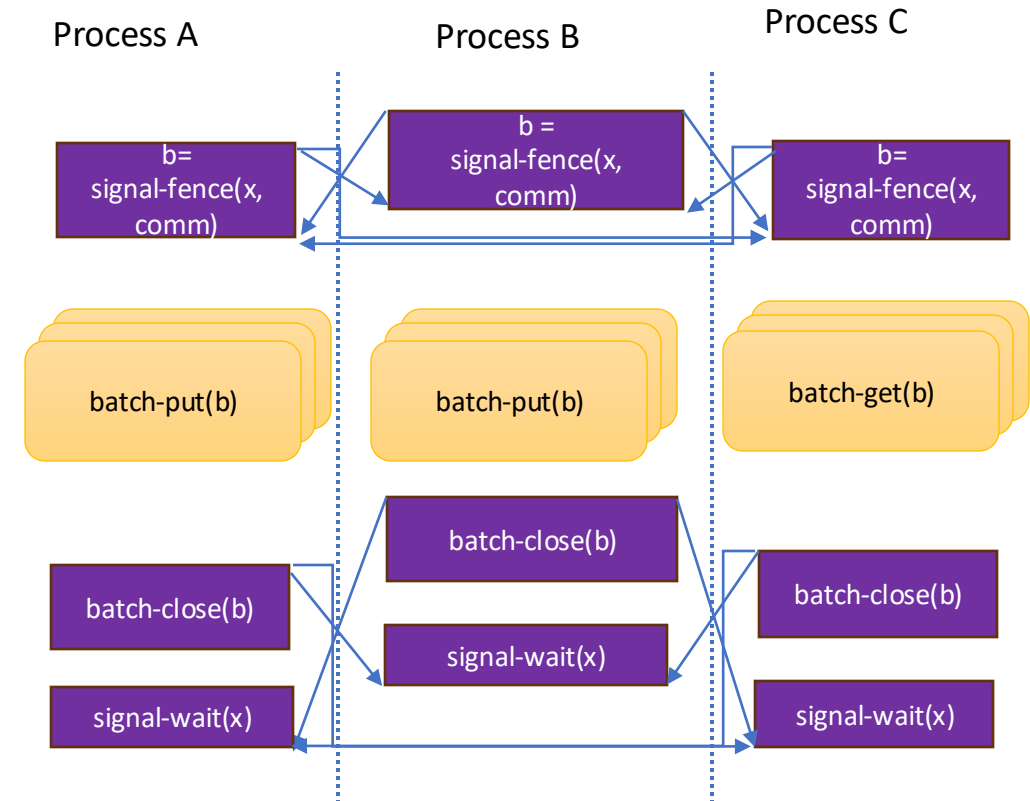 Process A
Process B
Process C
b=
signal-fence(x,
comm)
b =
signal-fence(x,
comm)
b=
signal-fence(x,
comm)
batch-put(b)
batch-put(b)
batch-get(b)
batch-close(b)
batch-close(b)
batch-close(b)
signal-wait(x)
signal-wait(x)
signal-wait(x)